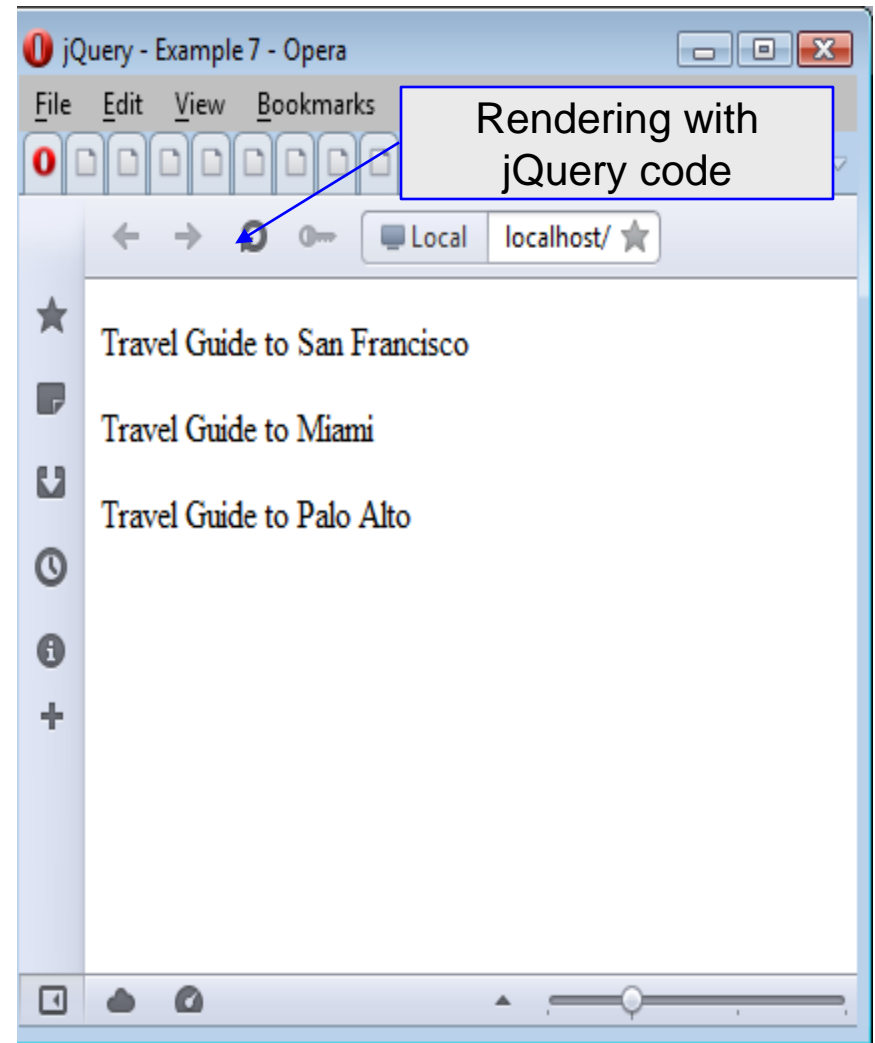 jQuery - Example 7 - Opera
File Edit View Bookmarks
Rendering with
jQuery code
Local localhost/
Travel Guide to San Francisco
Travel Guide to Miami
Travel Guide to Palo Alto